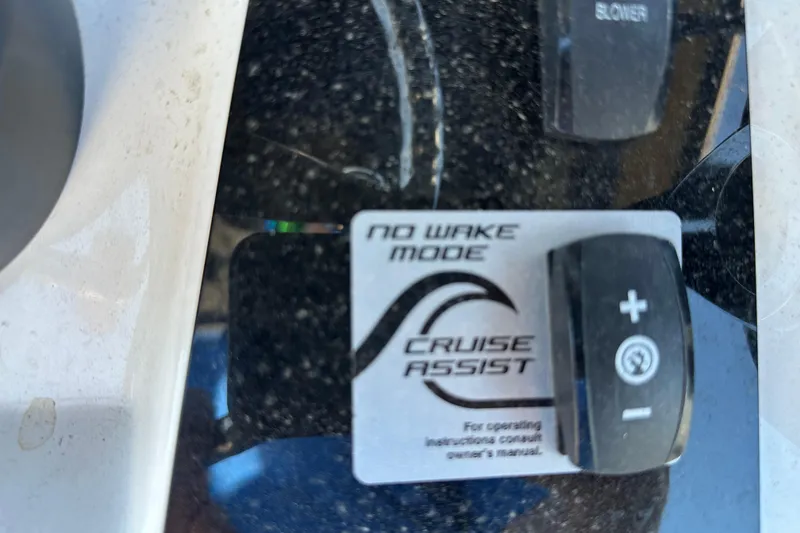 BLOWER
NO WAKE
MODE
CRUISE
ASSIST
For operating
instructions consult
owner's manual.
+
−